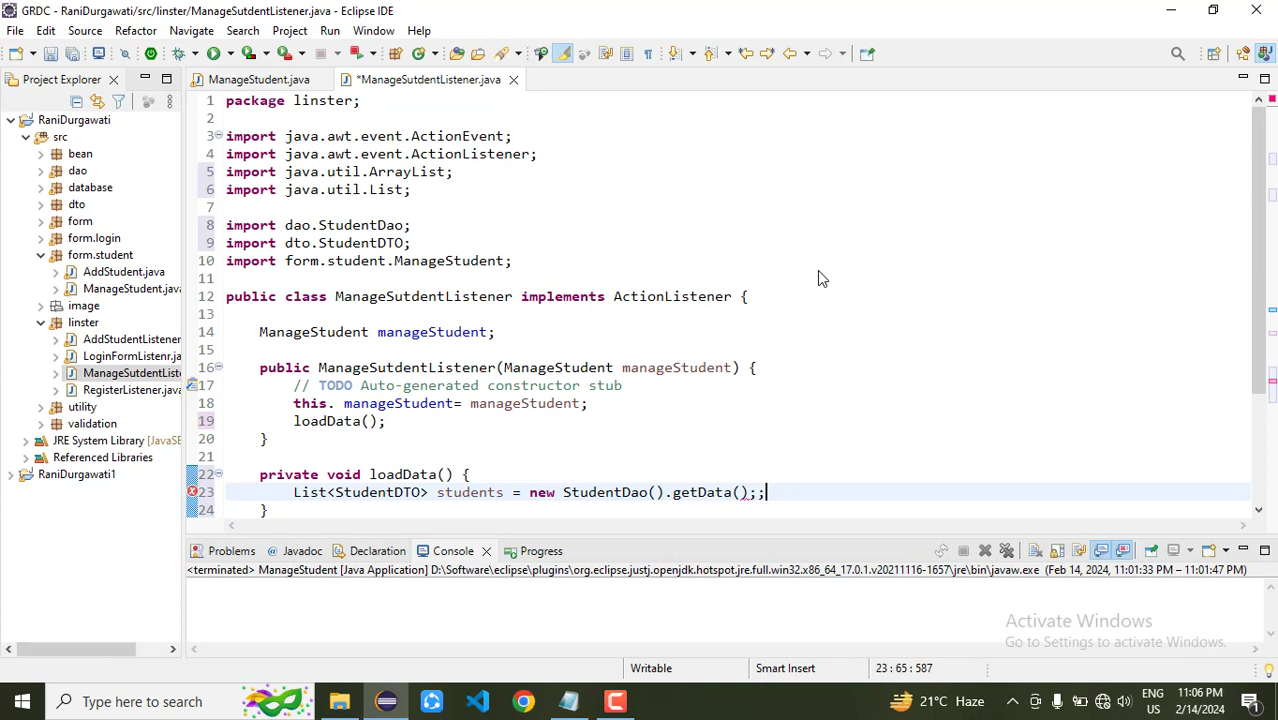 GRDC - RaniDurgawati/src/linster/ManageSutdentListener.java - Eclipse IDE
File Edit Source Refactor Navigate Search Project Run Window Help
Project Explorer
ManageStudent.java *ManageSutdentListener.java
RaniDurgawati
src
bean
dao
database
dto
form
form.login
form.student
AddStudent.java
ManageStudent.java
image
linster
AddStudentListener
LoginFormListenr.ja
ManageSutdentListe
RegisterListener.java
utility
validation
JRE System Library [JavaSE
Referenced Libraries
RaniDurgawati1
1 package linster;
2
3 import java.awt.event.ActionEvent;
4 import java.awt.event.ActionListener;
5 import java.util.ArrayList;
6 import java.util.List;
7
8 import dao.StudentDao;
9 import dto.StudentDTO;
10 import form.student.ManageStudent;
11
12 public class ManageSutdentListener implements ActionListener {
13
14 ManageStudent manageStudent;
15
16 public ManageSutdentListener(ManageStudent manageStudent) {
17 // TODO Auto-generated constructor stub
18 this. manageStudent= manageStudent;
19 loadData();
20 }
21
22 private void loadData() {
23 List<StudentDTO> students = new StudentDao().getData();;
24 }
Problems Javadoc Declaration Console Progress
<terminated> ManageStudent [Java Application] D:\Software\eclipse\plugins\org.eclipse.justj.openjdk.hotspot.jre.full.win32.x86_64_17.0.1.v20211116-1657\jre\bin\javaw.exe (Feb 14, 2024, 11:01:33 PM – 11:01:47 PM)
Activate Windows
Go to Settings to activate Windows.
Writable Smart Insert 23 : 65 : 587
Type here to search
21°C Haze
ENG
US
11:06 PM
2/14/2024
1